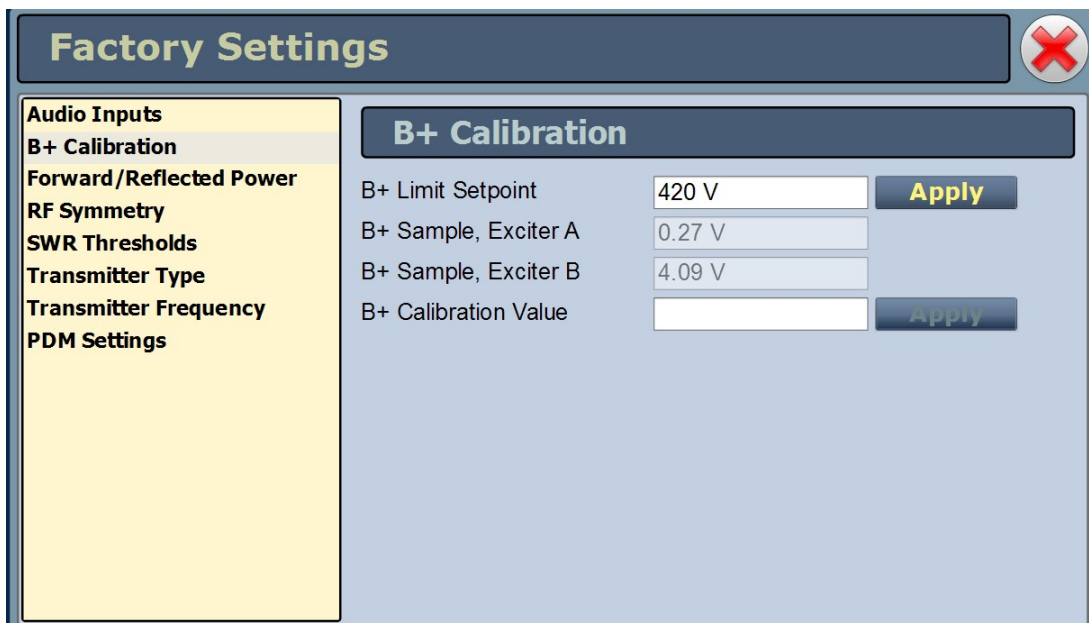 Factory Settings
Audio Inputs
B+ Calibration
Forward/Reflected Power
RF Symmetry
SWR Thresholds
Transmitter Type
Transmitter Frequency
PDM Settings
B+ Calibration
B+ Limit Setpoint 420 V Apply
B+ Sample, Exciter A 0.27 V
B+ Sample, Exciter B 4.09 V
B+ Calibration Value Apply